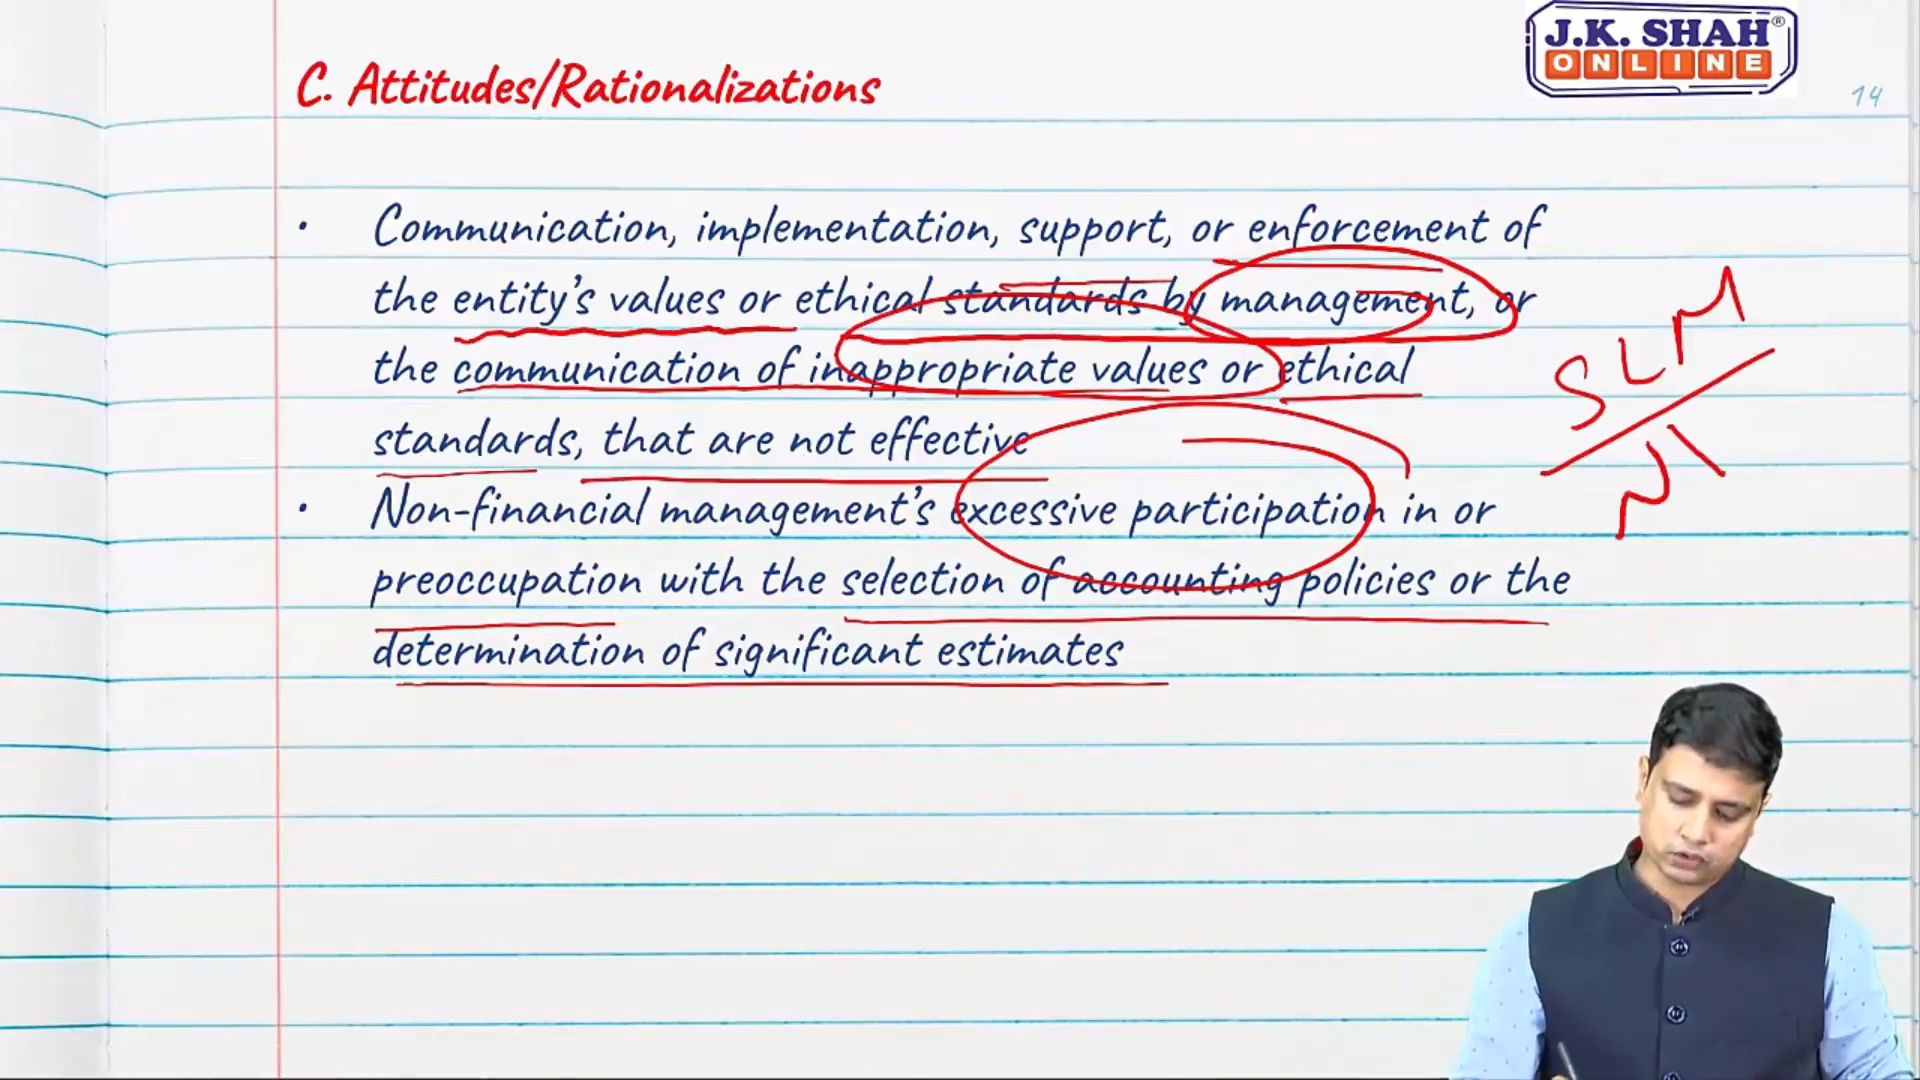 J.K. SHAH®
ONLINE
14
C. Attitudes/Rationalizations
• Communication, implementation, support, or enforcement of
the entity's values or ethical standards by management, or
the communication of inappropriate values or ethical
standards, that are not effective
• Non-financial management's excessive participation in or
preoccupation with the selection of accounting policies or the
determination of significant estimates
SLM